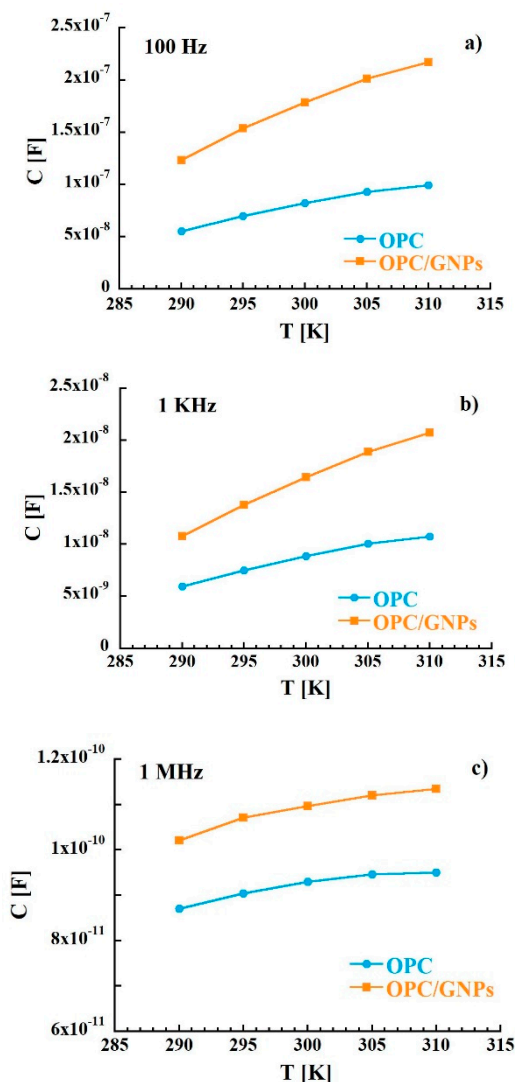 100 Hz
a)
C [F]
2.5x10-7
2x10-7
1.5x10-7
1x10-7
5x10-8
0
OPC
OPC/GNPs
285 290 295 300 305 310 315
T [K]
1 KHz
b)
C [F]
2.5x10-8
2x10-8
1.5x10-8
1x10-8
5x10-9
0
OPC
OPC/GNPs
285 290 295 300 305 310 315
T [K]
1 MHz
c)
C [F]
1.2x10-10
1x10-10
8x10-11
6x10-11
OPC
OPC/GNPs
285 290 295 300 305 310 315
T [K]